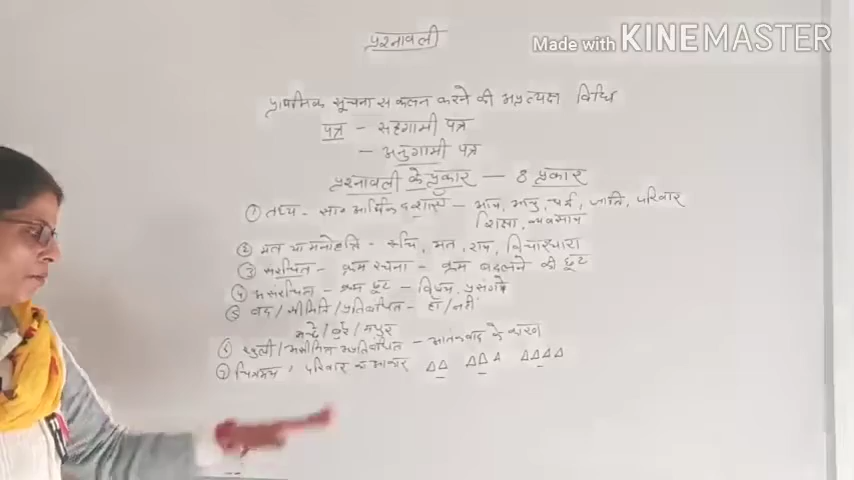 प्रश्नावली
Made with KINEMASTER
प्राथमिक सूचना संकलन करने की अप्रत्यक्ष विधि
पत्र - सहगामी पत्र
- अनुगामी पत्र
प्रश्नावली के प्रकार - 8 प्रकार
① तथ्य - सा० आर्थिक दशाएँ - आय, आयु, धर्म, जाति, परिवार
शिक्षा, व्यवसाय
② मत या मनोवृत्ति - रूचि, मत, राय, विचारधारा
③ संरचित - क्रम रचना - क्रम बदलने की छूट
④ असंरचित - क्रम छूट - विषय, प्रसंग
⑤ बंद/सीमित/प्रतिबंधित - हाँ/नहीं
⑥ खुली/असीमित - आतंकवाद के कारण
⑦ चित्रमय परिवार का आकार